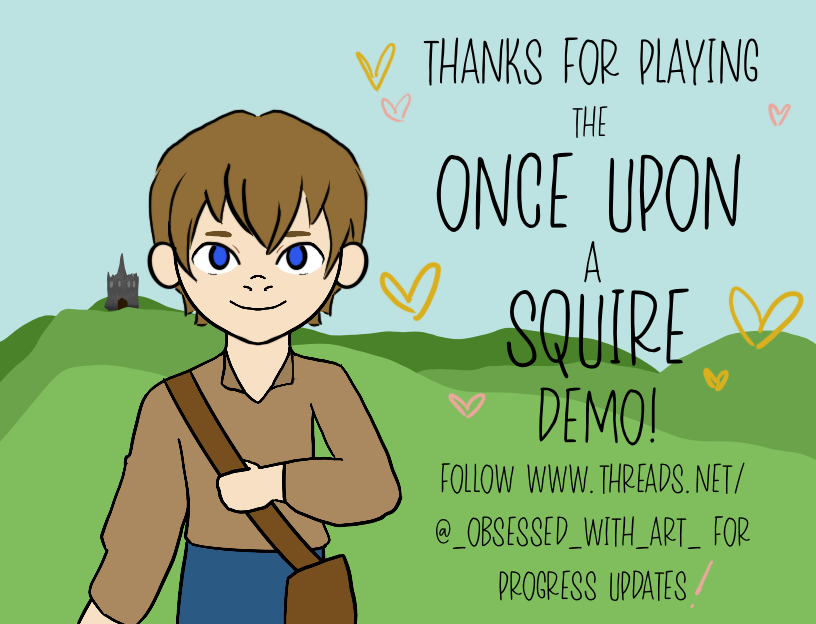 THANKS FOR PLAYING
THE
ONCE UPON
A
SQUIRE
DEMO!
FOLLOW WWW.THREADS.NET/
@_OBSESSED_WITH_ART_ FOR
PROGRESS UPDATES!